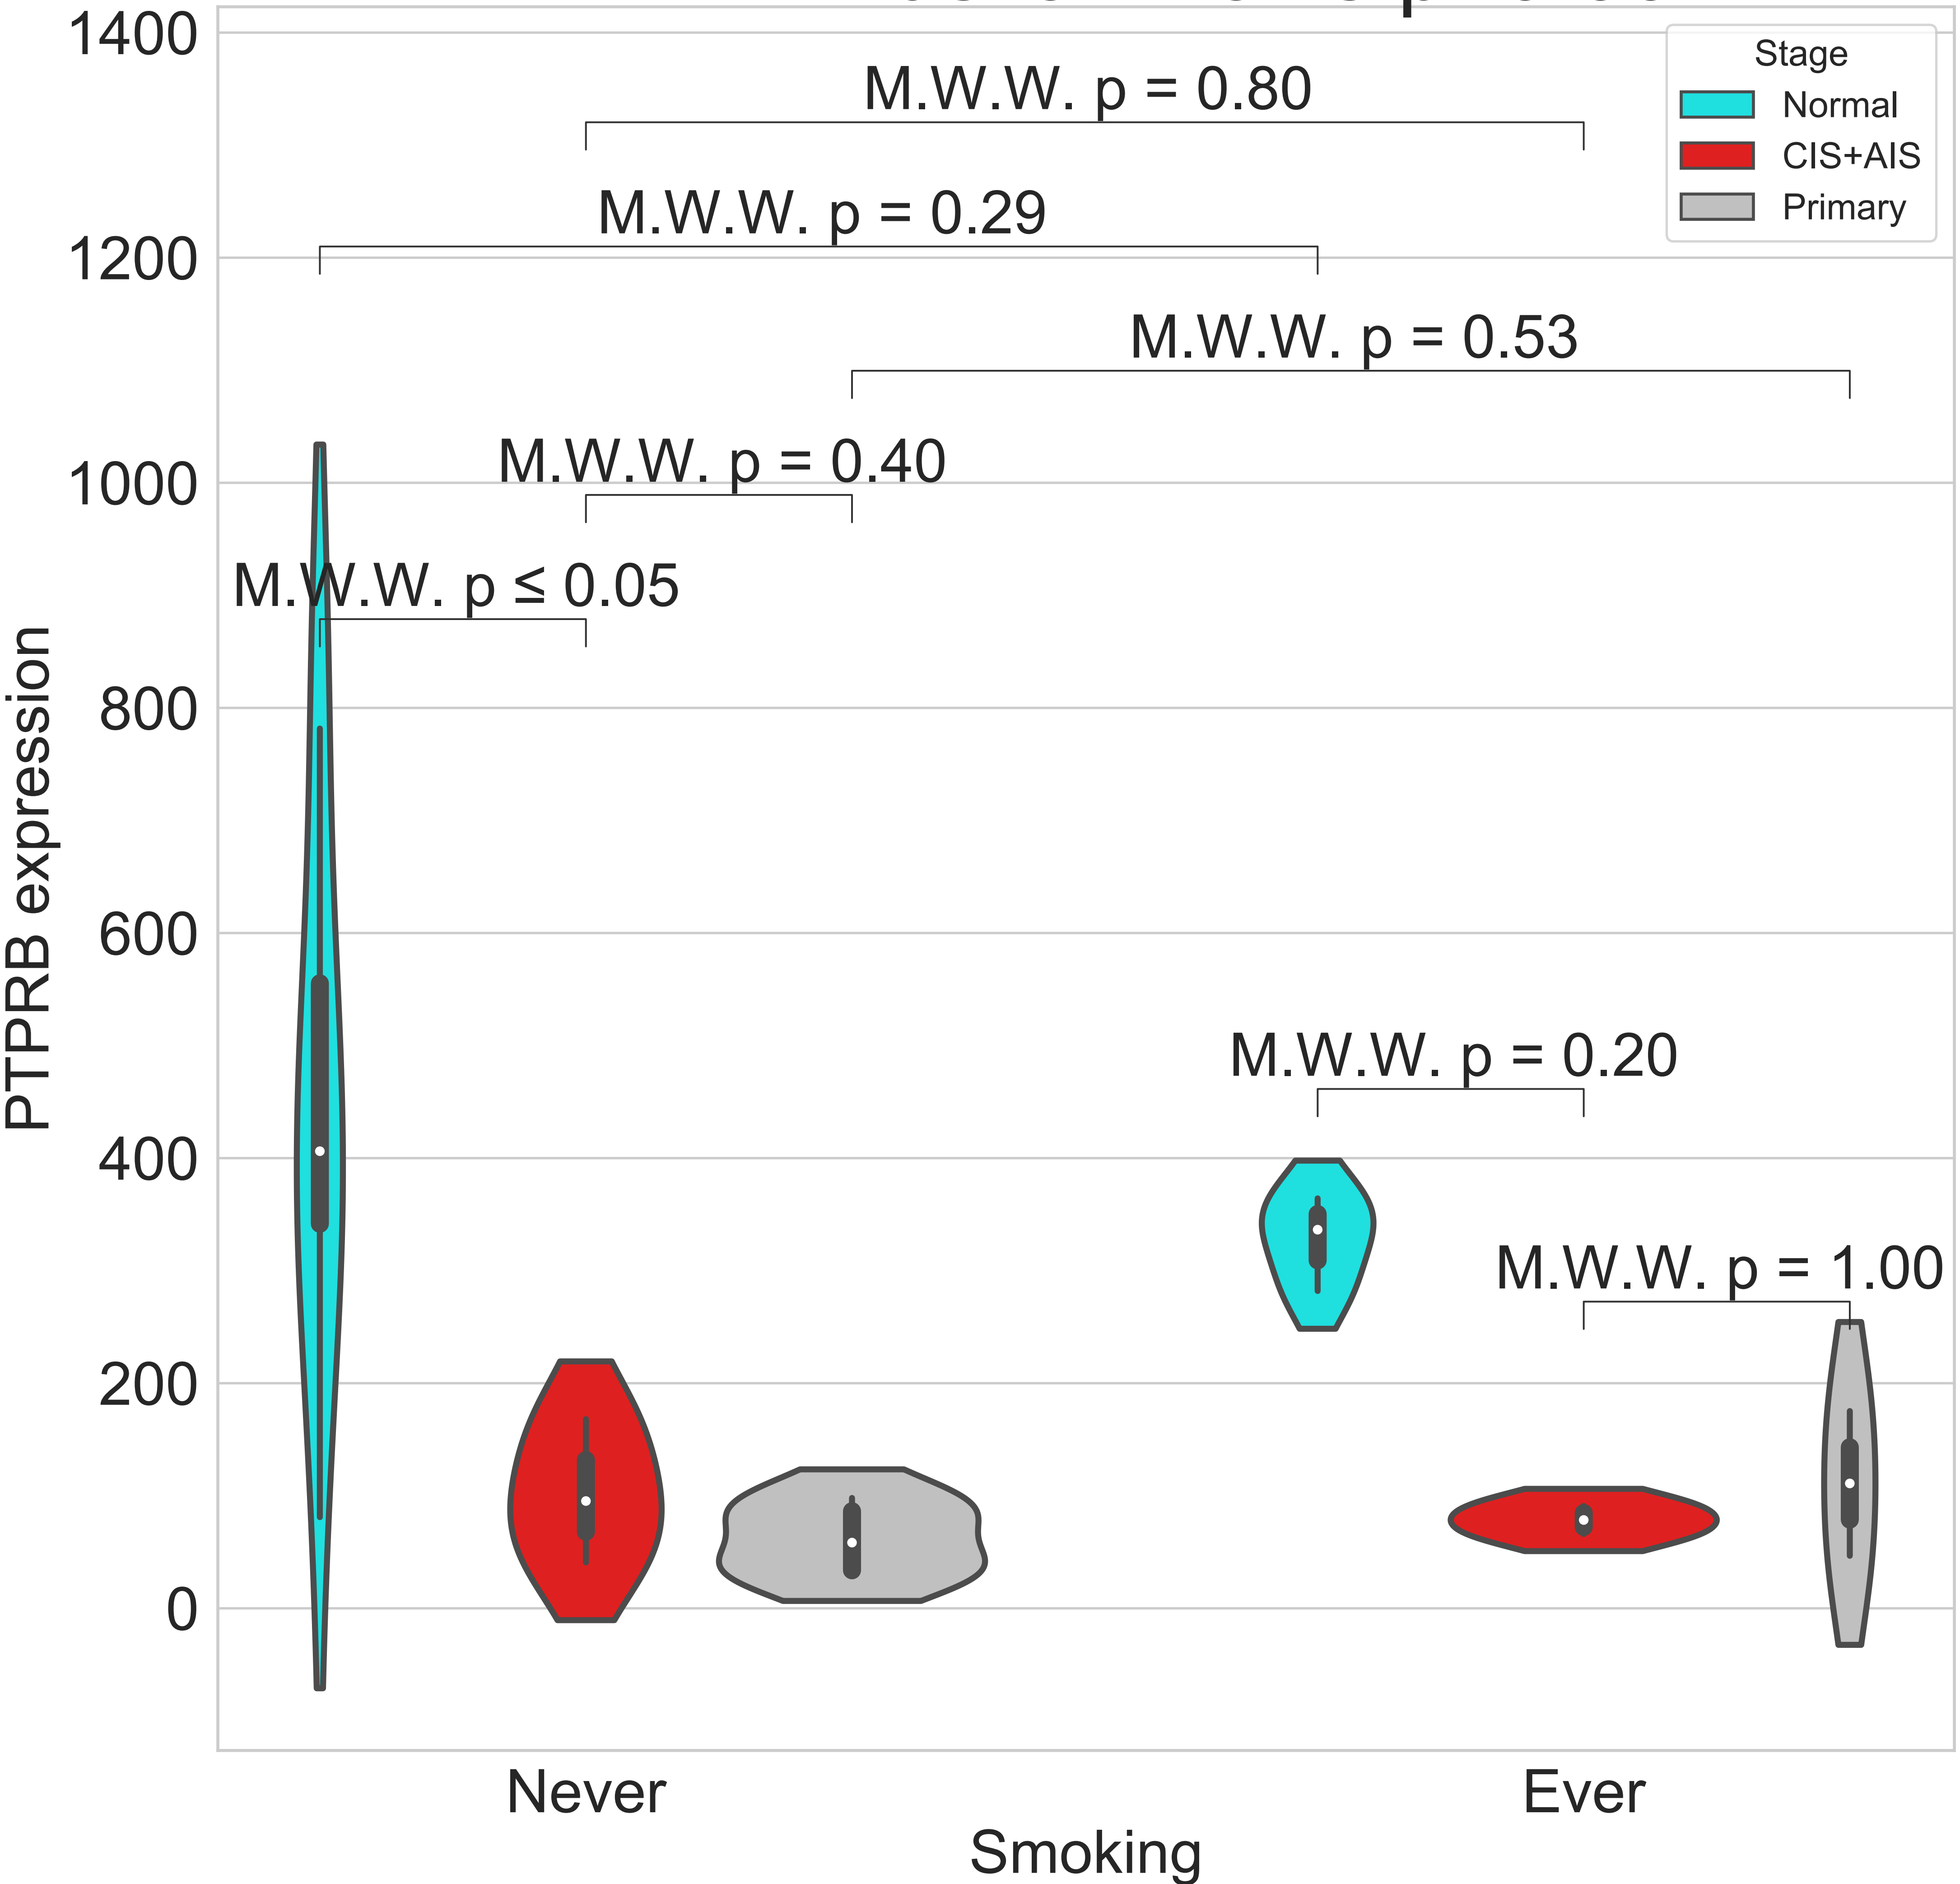 1400
M.W.W. p = 0.80
Stage
Normal
CIS+AIS
Primary
M.W.W. p = 0.29
1200
M.W.W. p = 0.53
M.W.W. p = 0.40
1000
M.W.W. p ≤ 0.05
800
PTPRB expression
600
M.W.W. p = 0.20
400
M.W.W. p = 1.00
200
0
Never
Ever
Smoking